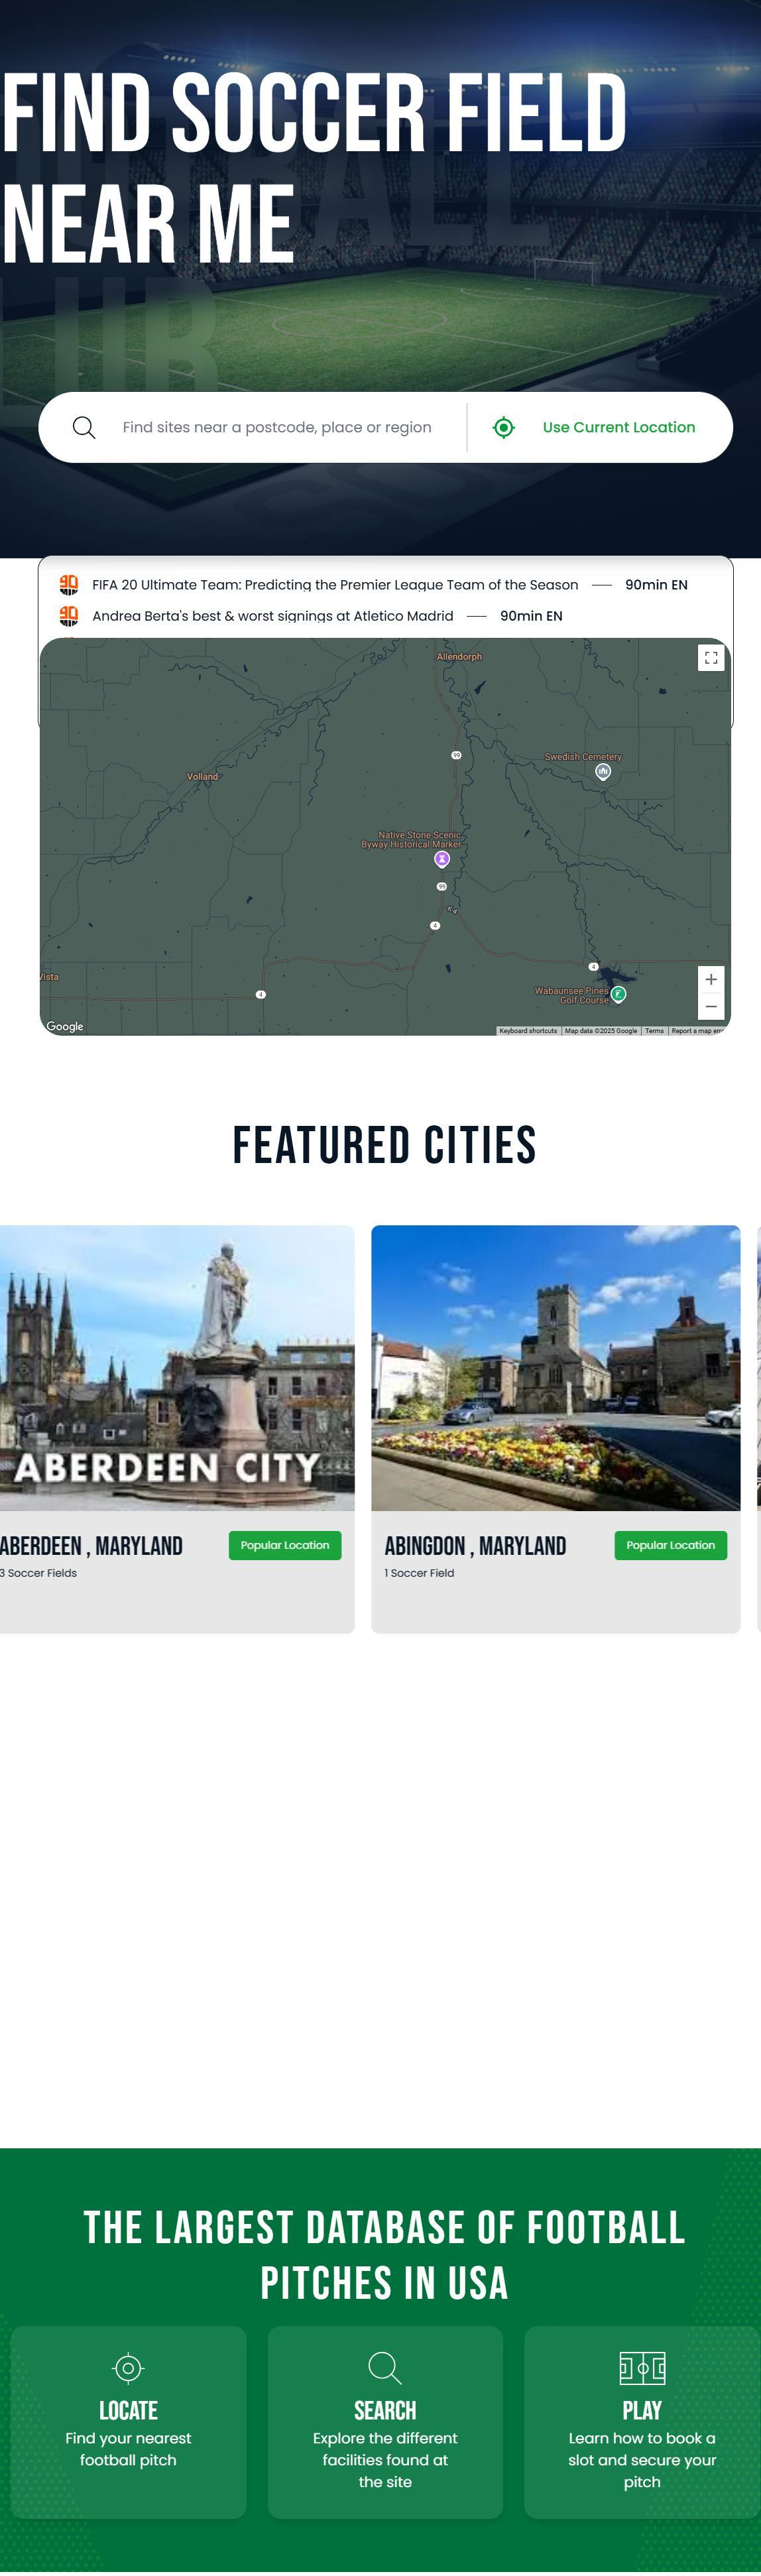 FIND SOCCER FIELD
NEAR ME
Find sites near a postcode, place or region
Use Current Location
FIFA 20 Ultimate Team: Predicting the Premier League Team of the Season — 90min EN
Andrea Berta's best & worst signings at Atletico Madrid — 90min EN
Allendorph
99
Swedish Cemetery
Volland
Native Stone Scenic
Byway Historical Marker
99
4
4
Vista
4
Wabaunsee Pines
Golf Course
Google
Keyboard shortcuts
Map data ©2025 Google
Terms
Report a map err
FEATURED CITIES
ABERDEEN CITY
ABERDEEN , MARYLAND
Popular Location
3 Soccer Fields
ABINGDON , MARYLAND
Popular Location
1 Soccer Field
THE LARGEST DATABASE OF FOOTBALL
PITCHES IN USA
LOCATE
Find your nearest
football pitch
SEARCH
Explore the different
facilities found at
the site
PLAY
Learn how to book a
slot and secure your
pitch